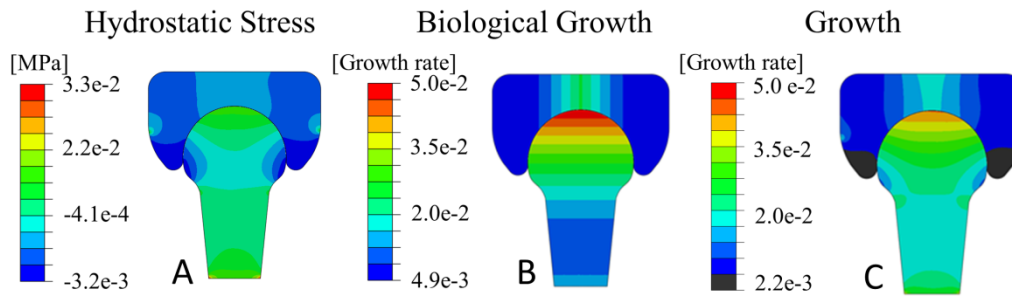 Hydrostatic Stress
[MPa]
3.3e-2
2.2e-2
-4.1e-4
-3.2e-3
A
Biological Growth
[Growth rate]
5.0e-2
3.5e-2
2.0e-2
4.9e-3
B
Growth
[Growth rate]
5.0 e-2
3.5e-2
2.0e-2
2.2e-3
C